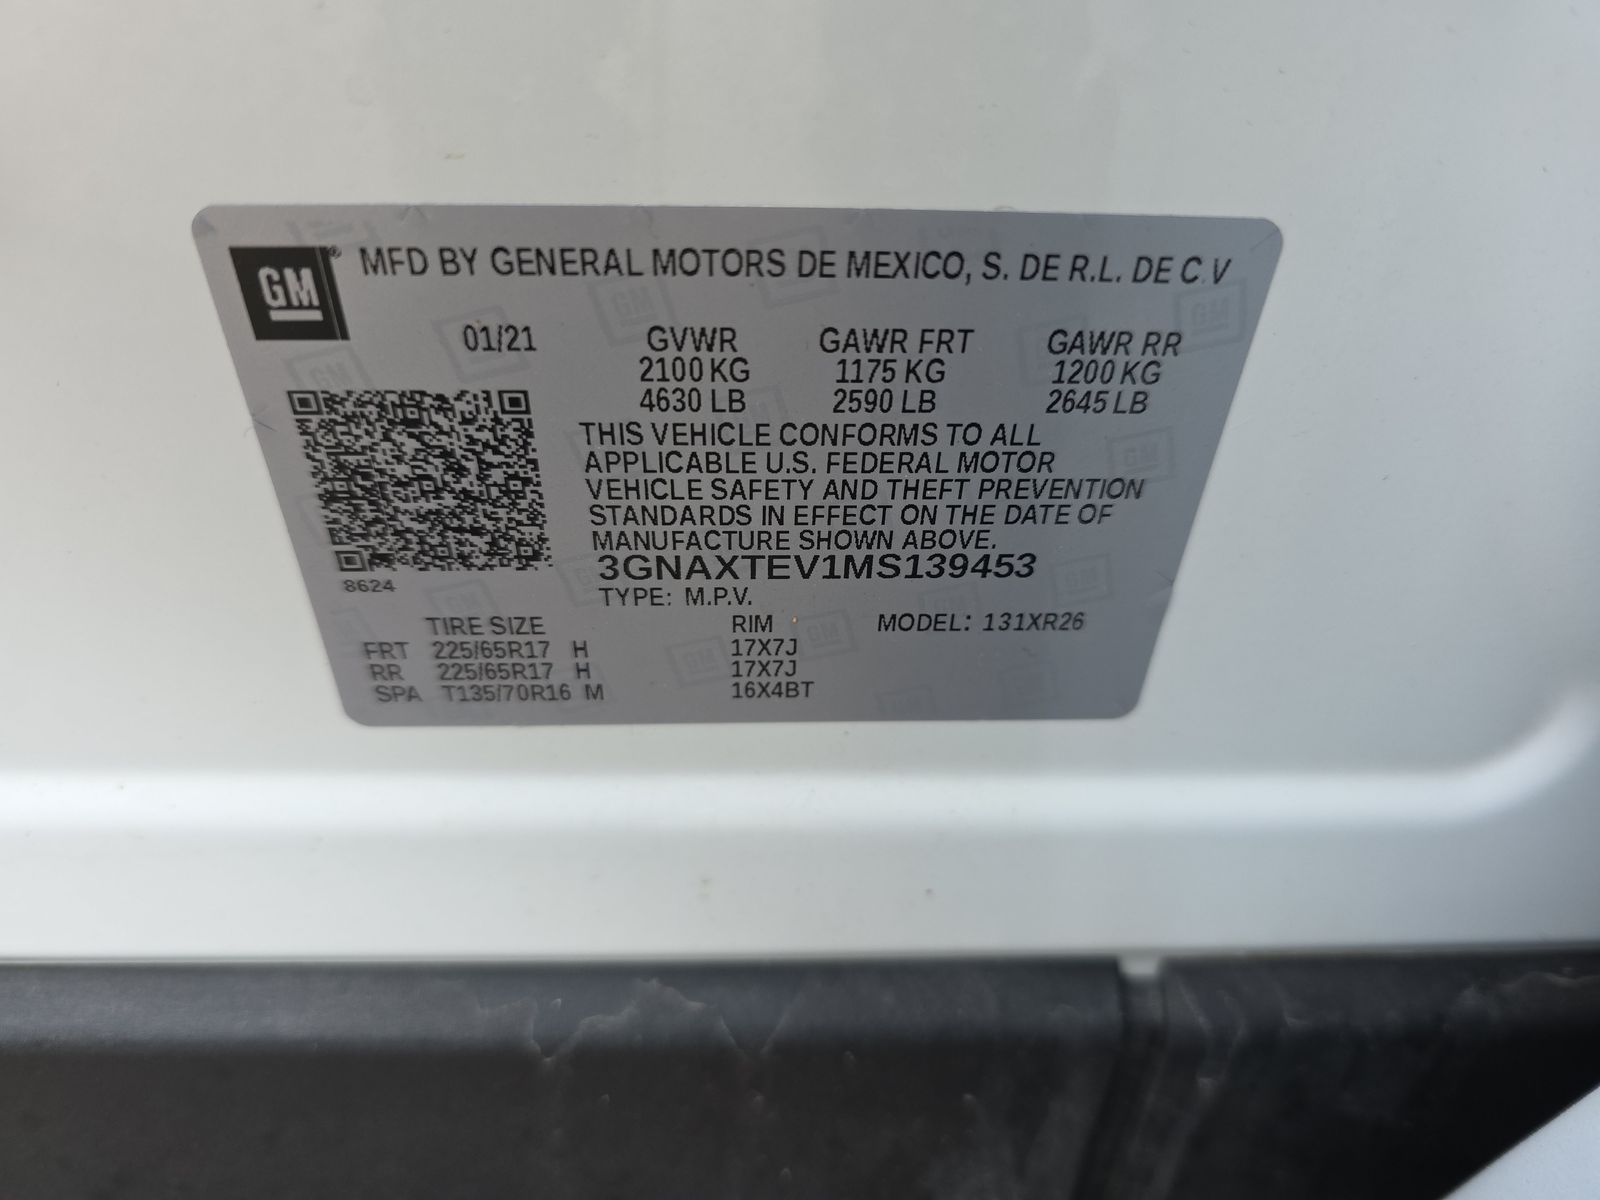 GM® MFD BY GENERAL MOTORS DE MEXICO, S. DE R.L. DE C.V
01/21 GVWR GAWR FRT GAWR RR
2100 KG 1175 KG 1200 KG
4630 LB 2590 LB 2645 LB
THIS VEHICLE CONFORMS TO ALL
APPLICABLE U.S. FEDERAL MOTOR
VEHICLE SAFETY AND THEFT PREVENTION
STANDARDS IN EFFECT ON THE DATE OF
MANUFACTURE SHOWN ABOVE.
3GNAXTEV1MS139453
8624
TYPE: M.P.V.
TIRE SIZE RIM MODEL: 131XR26
FRT 225/65R17 H 17X7J
RR 225/65R17 H 17X7J
SPA T135/70R16 M 16X4BT